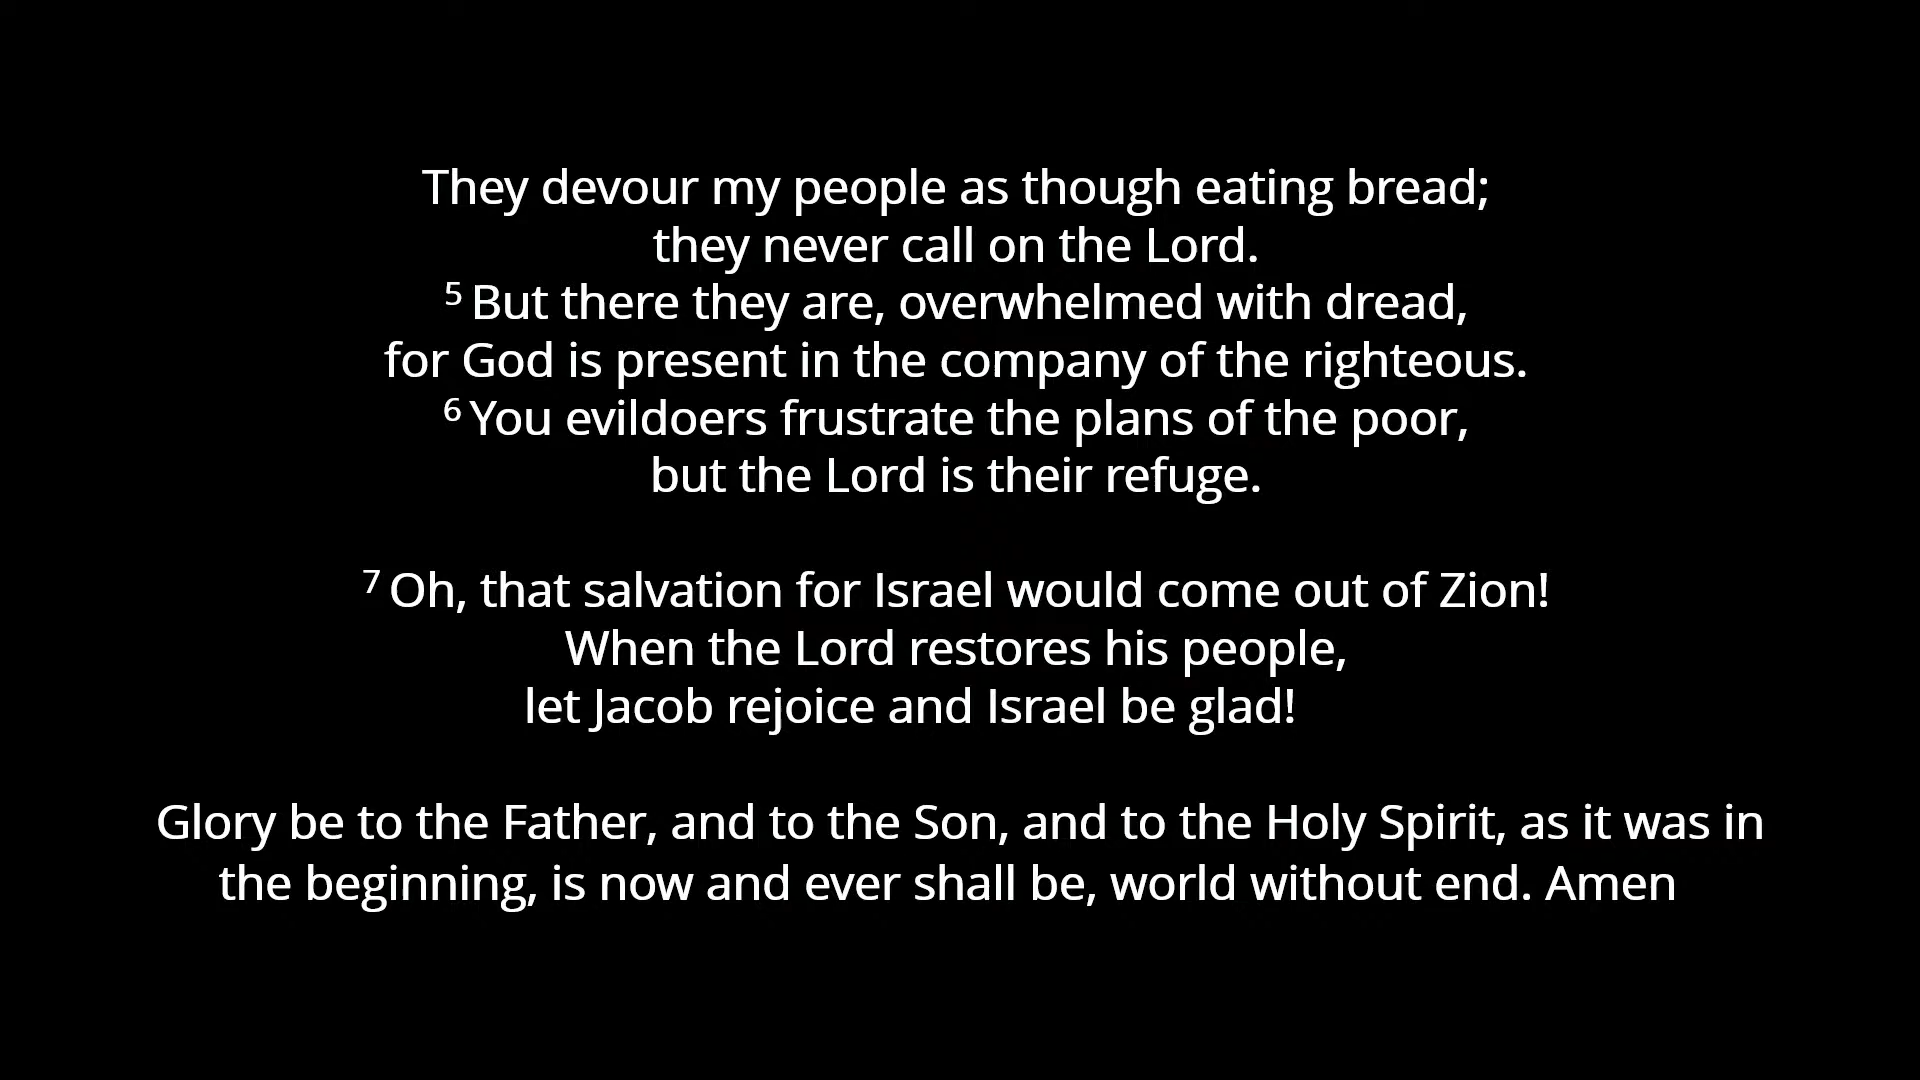 They devour my people as though eating bread;
they never call on the Lord.
5 But there they are, overwhelmed with dread,
for God is present in the company of the righteous.
6 You evildoers frustrate the plans of the poor,
but the Lord is their refuge.
7 Oh, that salvation for Israel would come out of Zion!
When the Lord restores his people,
let Jacob rejoice and Israel be glad!
Glory be to the Father, and to the Son, and to the Holy Spirit, as it was in
the beginning, is now and ever shall be, world without end. Amen